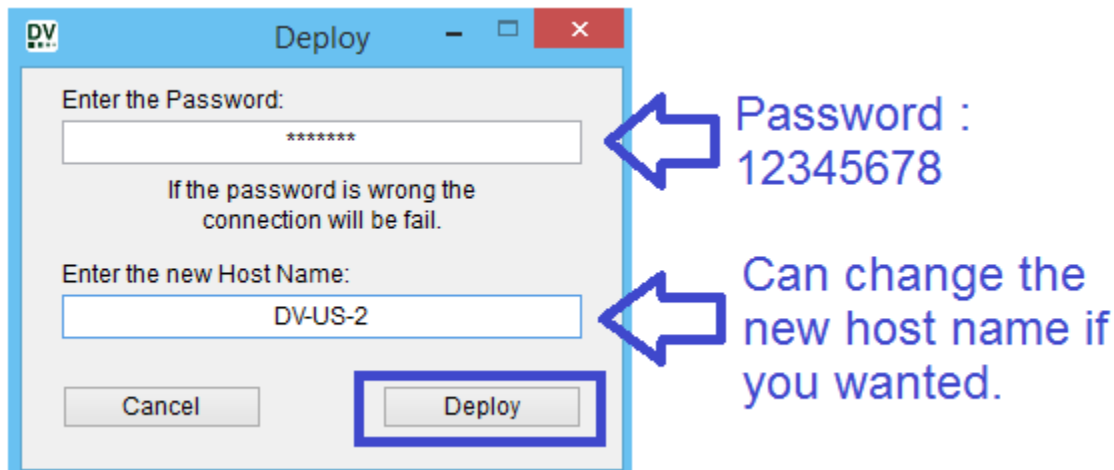 DV
Deploy
Enter the Password:
*******
If the password is wrong the
connection will be fail.
Enter the new Host Name:
DV-US-2
Cancel
Deploy
Password :
12345678
Can change the
new host name if
you wanted.